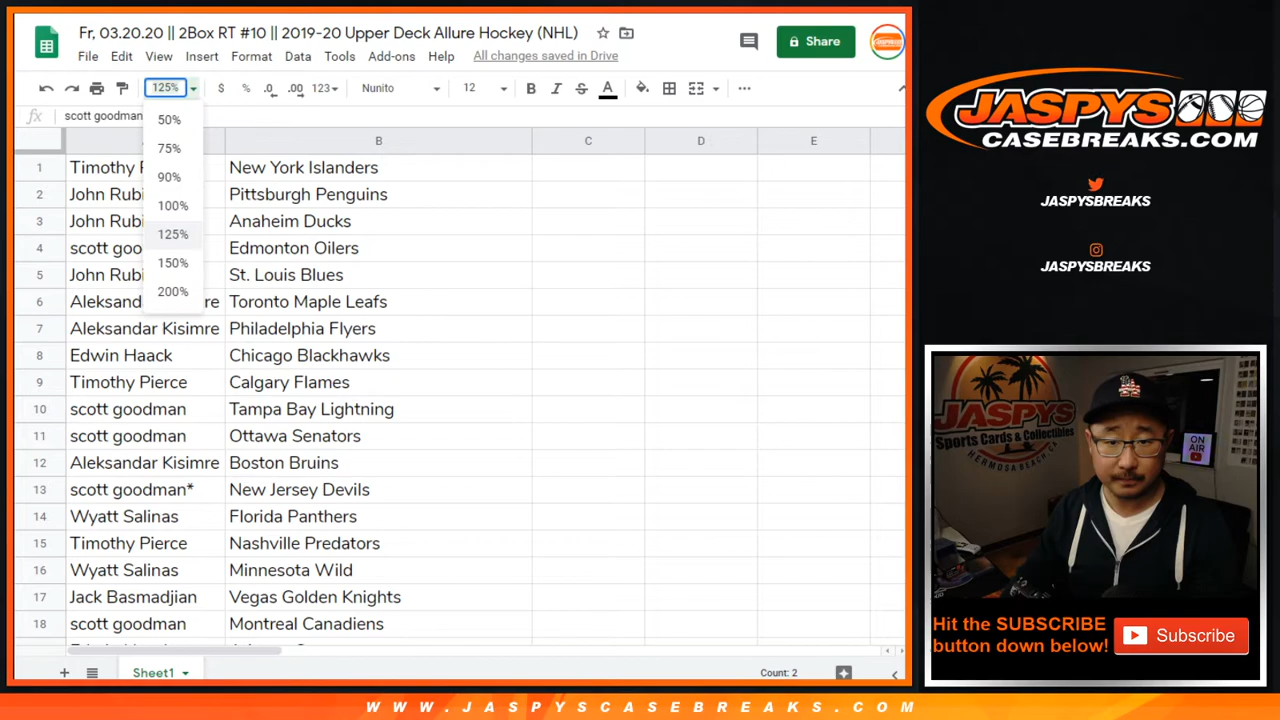 Fr, 03.20.20 || 2Box RT #10 || 2019-20 Upper Deck Allure Hockey (NHL)
File Edit View Insert Format Data Tools Add-ons Help All changes saved in Drive
Share
125% $ % .0 .00 123 Nunito 12 B I S A
fx scott goodman
50%
75%
90%
100%
125%
150%
200%
B C D E
1 Timothy New York Islanders
2 John Rubi Pittsburgh Penguins
3 John Rubi Anaheim Ducks
4 scott goo Edmonton Oilers
5 John Rubi St. Louis Blues
6 Aleksanda re Toronto Maple Leafs
7 Aleksandar Kisimre Philadelphia Flyers
8 Edwin Haack Chicago Blackhawks
9 Timothy Pierce Calgary Flames
10 scott goodman Tampa Bay Lightning
11 scott goodman Ottawa Senators
12 Aleksandar Kisimre Boston Bruins
13 scott goodman* New Jersey Devils
14 Wyatt Salinas Florida Panthers
15 Timothy Pierce Nashville Predators
16 Wyatt Salinas Minnesota Wild
17 Jack Basmadjian Vegas Golden Knights
18 scott goodman Montreal Canadiens
Sheet1
Count: 2
JASPYS
CASEBREAKS.COM
JASPYSBREAKS
JASPYSBREAKS
JASPYS
Sports Cards & Collectibles
HERMOSA BEACH, CA
ON
AIR
Hit the SUBSCRIBE
button down below!
Subscribe
WWW.JASPYSCASEBREAKS.COM